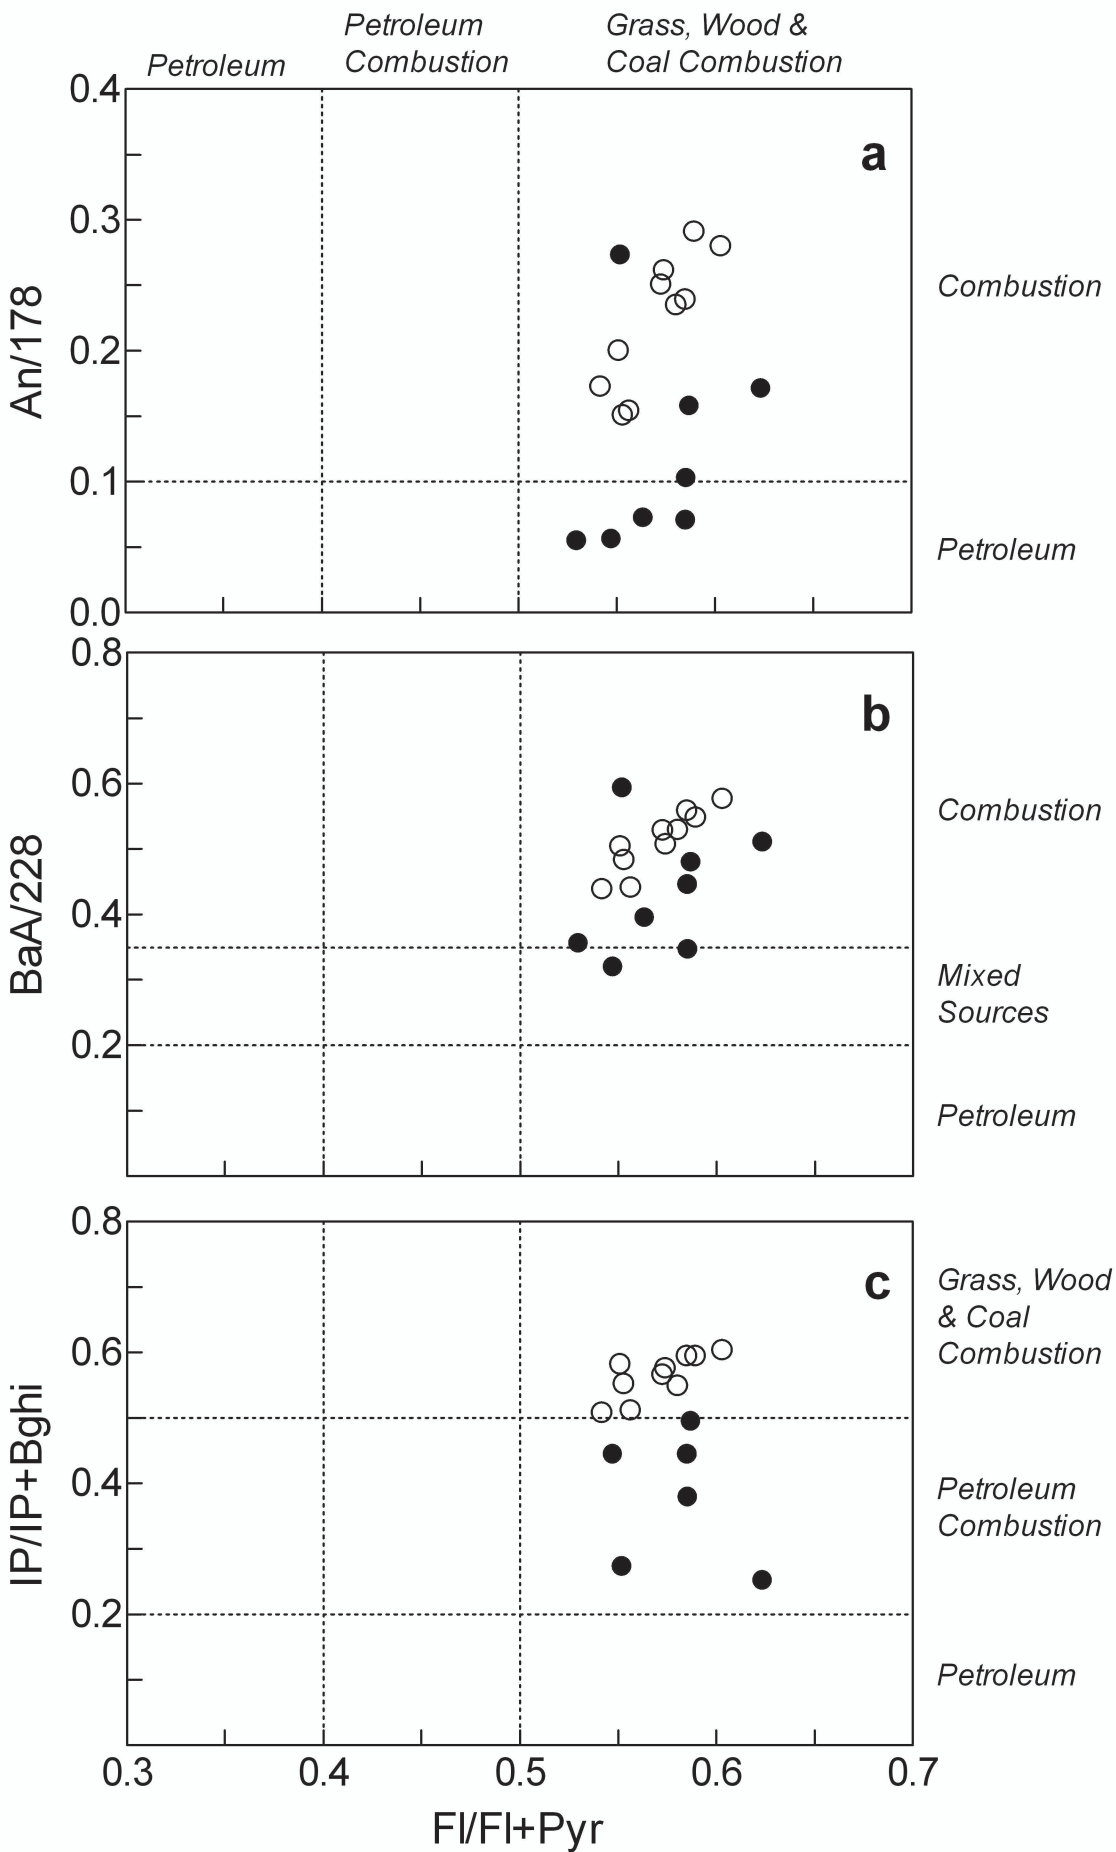 Petroleum
Petroleum
Combustion
Grass, Wood &
Coal Combustion
0.4
0.3
0.2
0.1
0.0
An/178
a
Combustion
Petroleum
0.8
0.6
0.4
0.2
BaA/228
b
Combustion
Mixed
Sources
Petroleum
0.8
0.6
0.4
0.2
IP/IP+Bghi
c
Grass, Wood
& Coal
Combustion
Petroleum
Combustion
Petroleum
0.3 0.4 0.5 0.6 0.7
Fl/Fl+Pyr